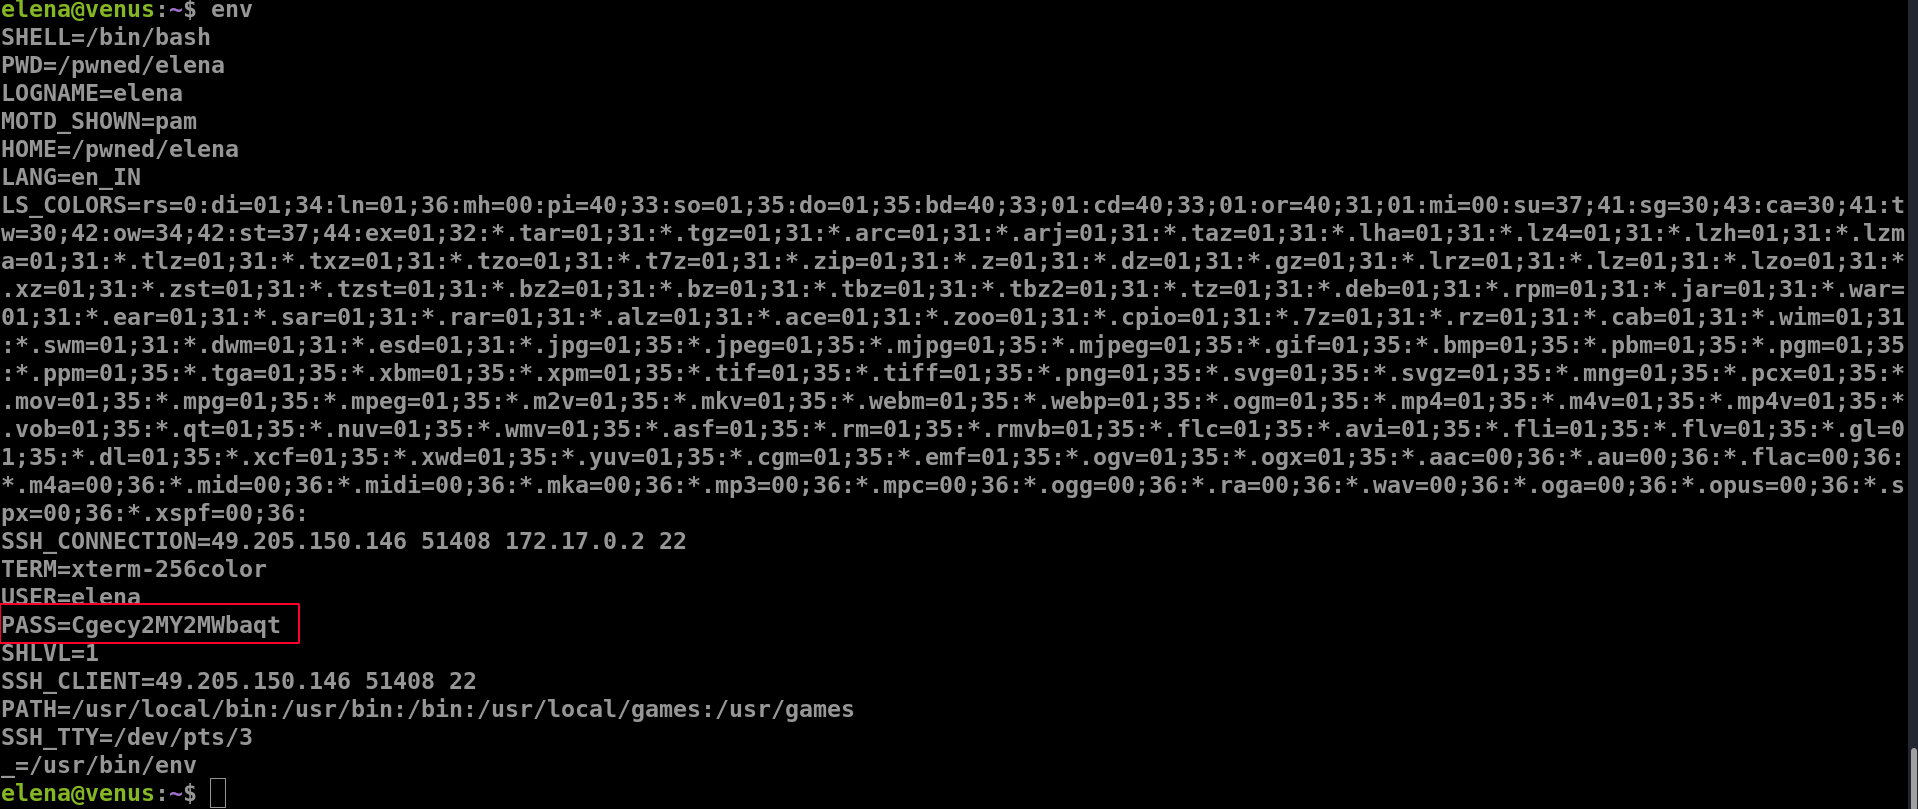 elena@venus:~$ env
SHELL=/bin/bash
PWD=/pwned/elena
LOGNAME=elena
MOTD_SHOWN=pam
HOME=/pwned/elena
LANG=en_IN
LS_COLORS=rs=0:di=01;34:ln=01;36:mh=00:pi=40;33:so=01;35:do=01;35:bd=40;33;01:cd=40;33;01:or=40;31;01:mi=00:su=37;41:sg=30;43:ca=30;41:t
w=30;42:ow=34;42:st=37;44:ex=01;32:*.tar=01;31:*.tgz=01;31:*.arc=01;31:*.arj=01;31:*.taz=01;31:*.lha=01;31:*.lz4=01;31:*.lzh=01;31:*.lzm
a=01;31:*.tlz=01;31:*.txz=01;31:*.tzo=01;31:*.t7z=01;31:*.zip=01;31:*.z=01;31:*.dz=01;31:*.gz=01;31:*.lrz=01;31:*.lz=01;31:*.lzo=01;31:*
.xz=01;31:*.zst=01;31:*.tzst=01;31:*.bz2=01;31:*.bz=01;31:*.tbz=01;31:*.tbz2=01;31:*.tz=01;31:*.deb=01;31:*.rpm=01;31:*.jar=01;31:*.war=
01;31:*.ear=01;31:*.sar=01;31:*.rar=01;31:*.alz=01;31:*.ace=01;31:*.zoo=01;31:*.cpio=01;31:*.7z=01;31:*.rz=01;31:*.cab=01;31:*.wim=01;31
:*.swm=01;31:*.dwm=01;31:*.esd=01;31:*.jpg=01;35:*.jpeg=01;35:*.mjpg=01;35:*.mjpeg=01;35:*.gif=01;35:*.bmp=01;35:*.pbm=01;35:*.pgm=01;35
:*.ppm=01;35:*.tga=01;35:*.xbm=01;35:*.xpm=01;35:*.tif=01;35:*.tiff=01;35:*.png=01;35:*.svg=01;35:*.svgz=01;35:*.mng=01;35:*.pcx=01;35:*
.mov=01;35:*.mpg=01;35:*.mpeg=01;35:*.m2v=01;35:*.mkv=01;35:*.webm=01;35:*.webp=01;35:*.ogm=01;35:*.mp4=01;35:*.m4v=01;35:*.mp4v=01;35:*
.vob=01;35:*.qt=01;35:*.nuv=01;35:*.wmv=01;35:*.asf=01;35:*.rm=01;35:*.rmvb=01;35:*.flc=01;35:*.avi=01;35:*.fli=01;35:*.flv=01;35:*.gl=0
1;35:*.dl=01;35:*.xcf=01;35:*.xwd=01;35:*.yuv=01;35:*.cgm=01;35:*.emf=01;35:*.ogv=01;35:*.ogx=01;35:*.aac=00;36:*.au=00;36:*.flac=00;36:
*.m4a=00;36:*.mid=00;36:*.midi=00;36:*.mka=00;36:*.mp3=00;36:*.mpc=00;36:*.ogg=00;36:*.ra=00;36:*.wav=00;36:*.oga=00;36:*.opus=00;36:*.s
px=00;36:*.xspf=00;36:
SSH_CONNECTION=49.205.150.146 51408 172.17.0.2 22
TERM=xterm-256color
USER=elena
PASS=Cgecy2MY2MWbaqt
SHLVL=1
SSH_CLIENT=49.205.150.146 51408 22
PATH=/usr/local/bin:/usr/bin:/bin:/usr/local/games:/usr/games
SSH_TTY=/dev/pts/3
_=/usr/bin/env
elena@venus:~$